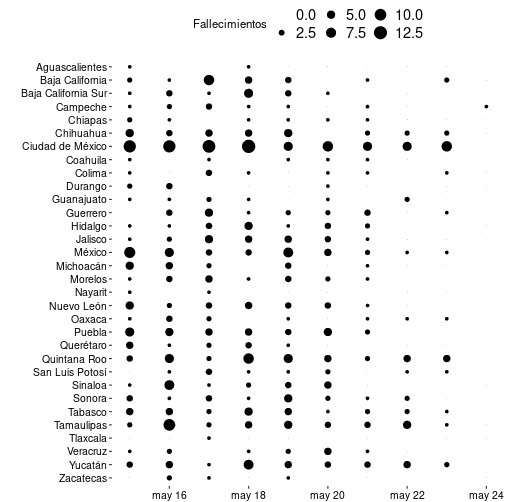 Fallecimientos
0.0 5.0 10.0
2.5 7.5 12.5
Aguascalientes
Baja California
Baja California Sur
Campeche
Chiapas
Chihuahua
Ciudad de México
Coahuila
Colima
Durango
Guanajuato
Guerrero
Hidalgo
Jalisco
México
Michoacán
Morelos
Nayarit
Nuevo León
Oaxaca
Puebla
Querétaro
Quintana Roo
San Luis Potosí
Sinaloa
Sonora
Tabasco
Tamaulipas
Tlaxcala
Veracruz
Yucatán
Zacatecas
may 16 may 18 may 20 may 22 may 24